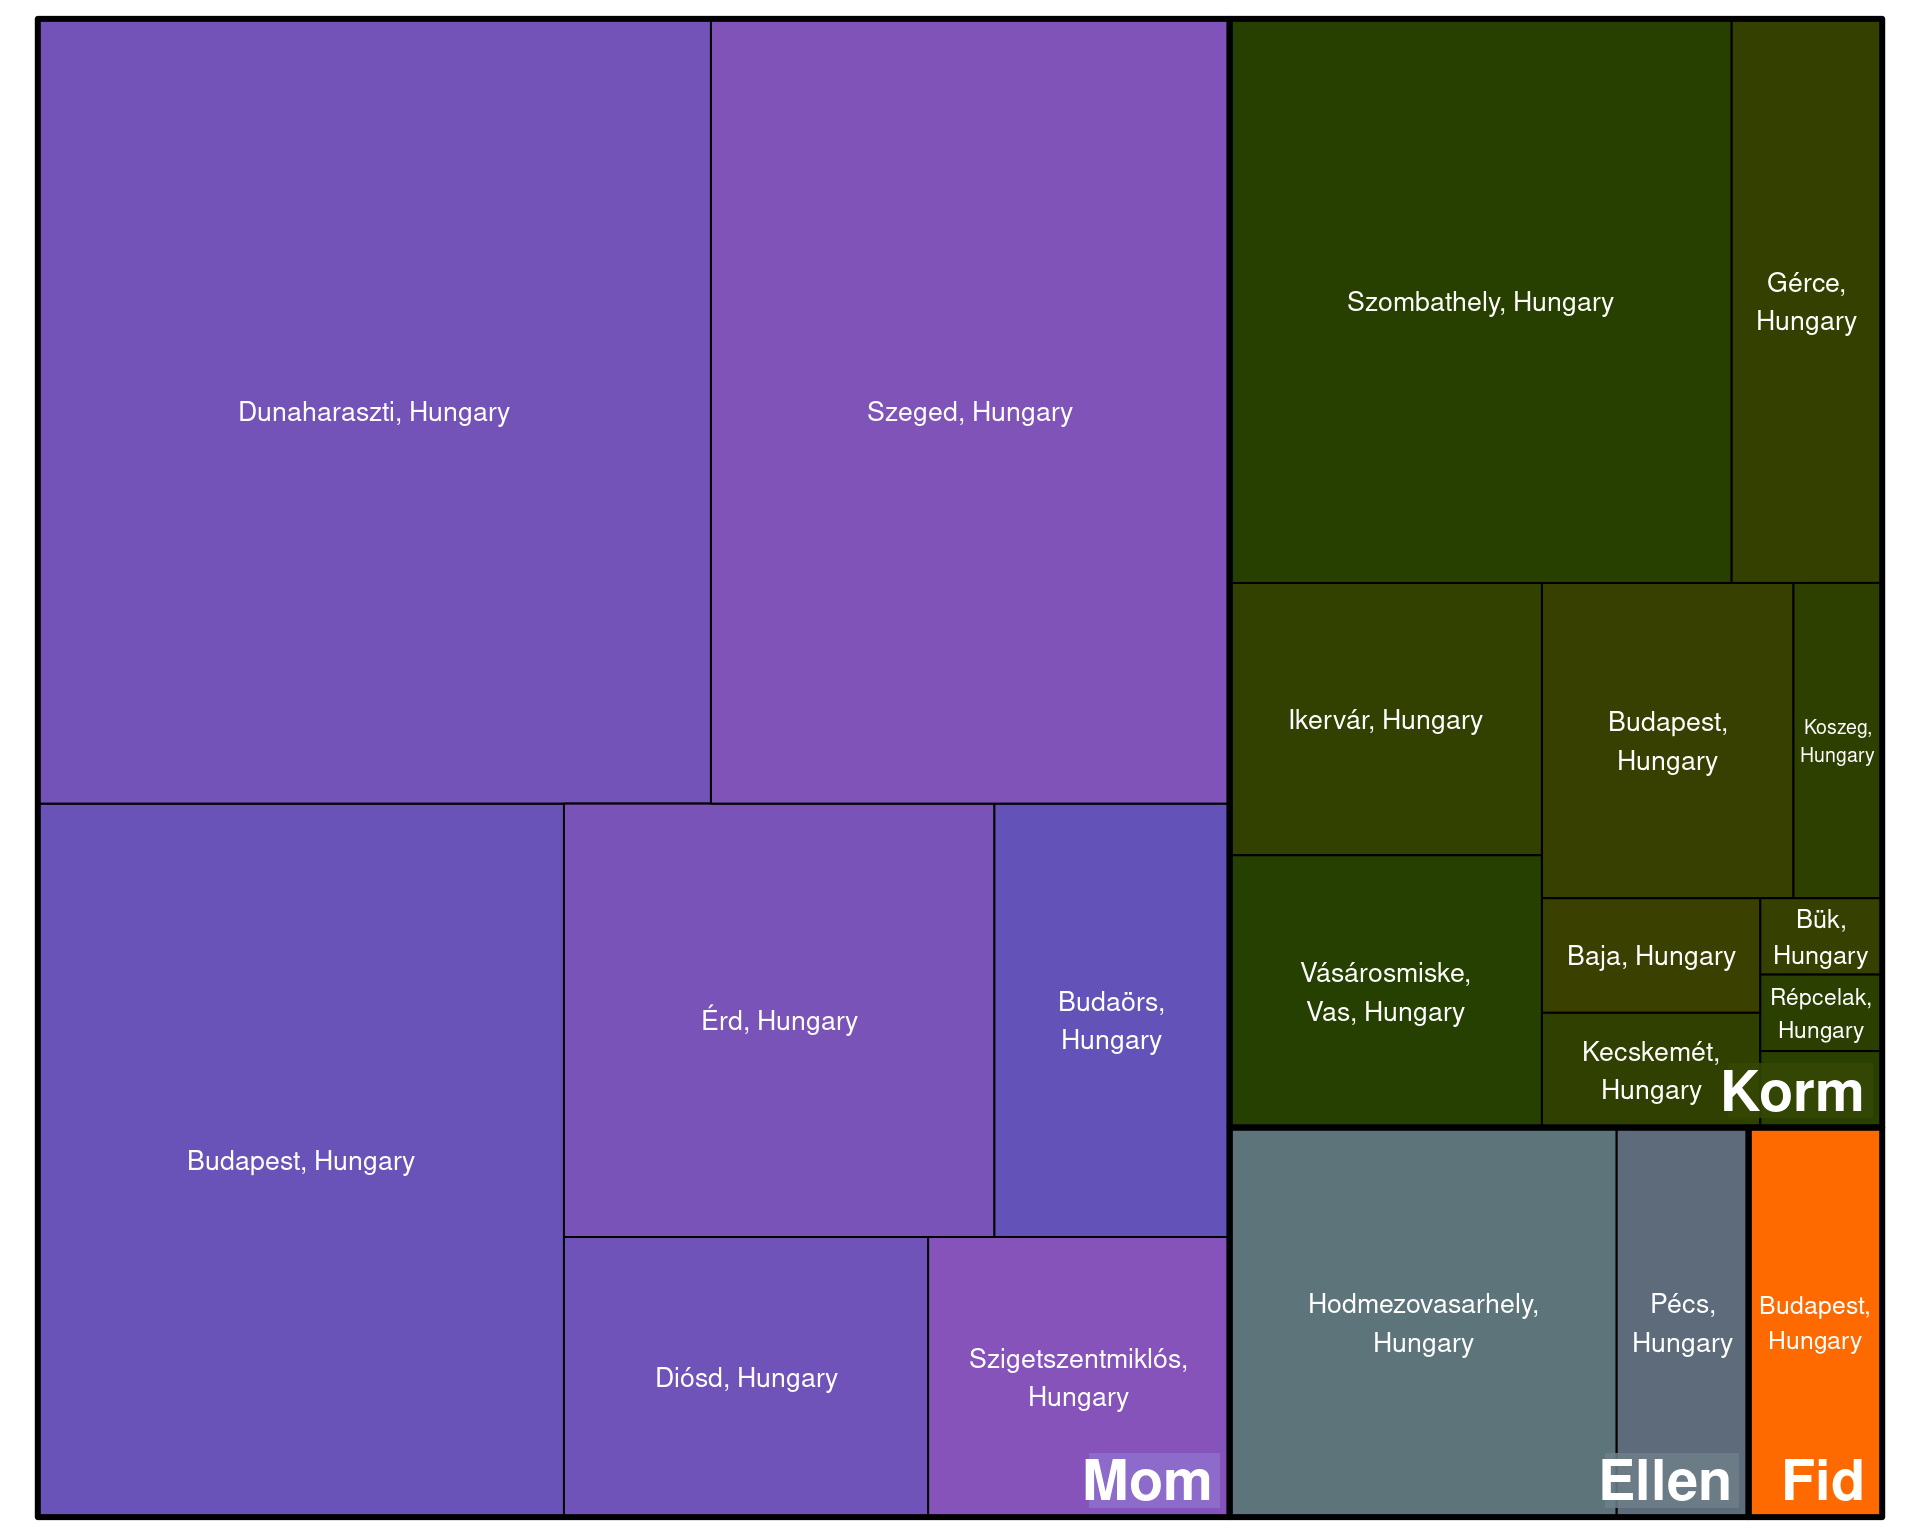 Dunaharaszti, Hungary
Szeged, Hungary
Budapest, Hungary
Érd, Hungary
Budaörs,
Hungary
Diósd, Hungary
Szigetszentmiklós,
Hungary
Mom
Szombathely, Hungary
Gérce,
Hungary
Ikervár, Hungary
Budapest,
Hungary
Koszeg,
Hungary
Vásárosmiske,
Vas, Hungary
Baja, Hungary
Bük,
Hungary
Répcelak,
Hungary
Kecskemét,
Hungary
Korm
Hodmezovasarhely,
Hungary
Pécs,
Hungary
Ellen
Budapest,
Hungary
Fid